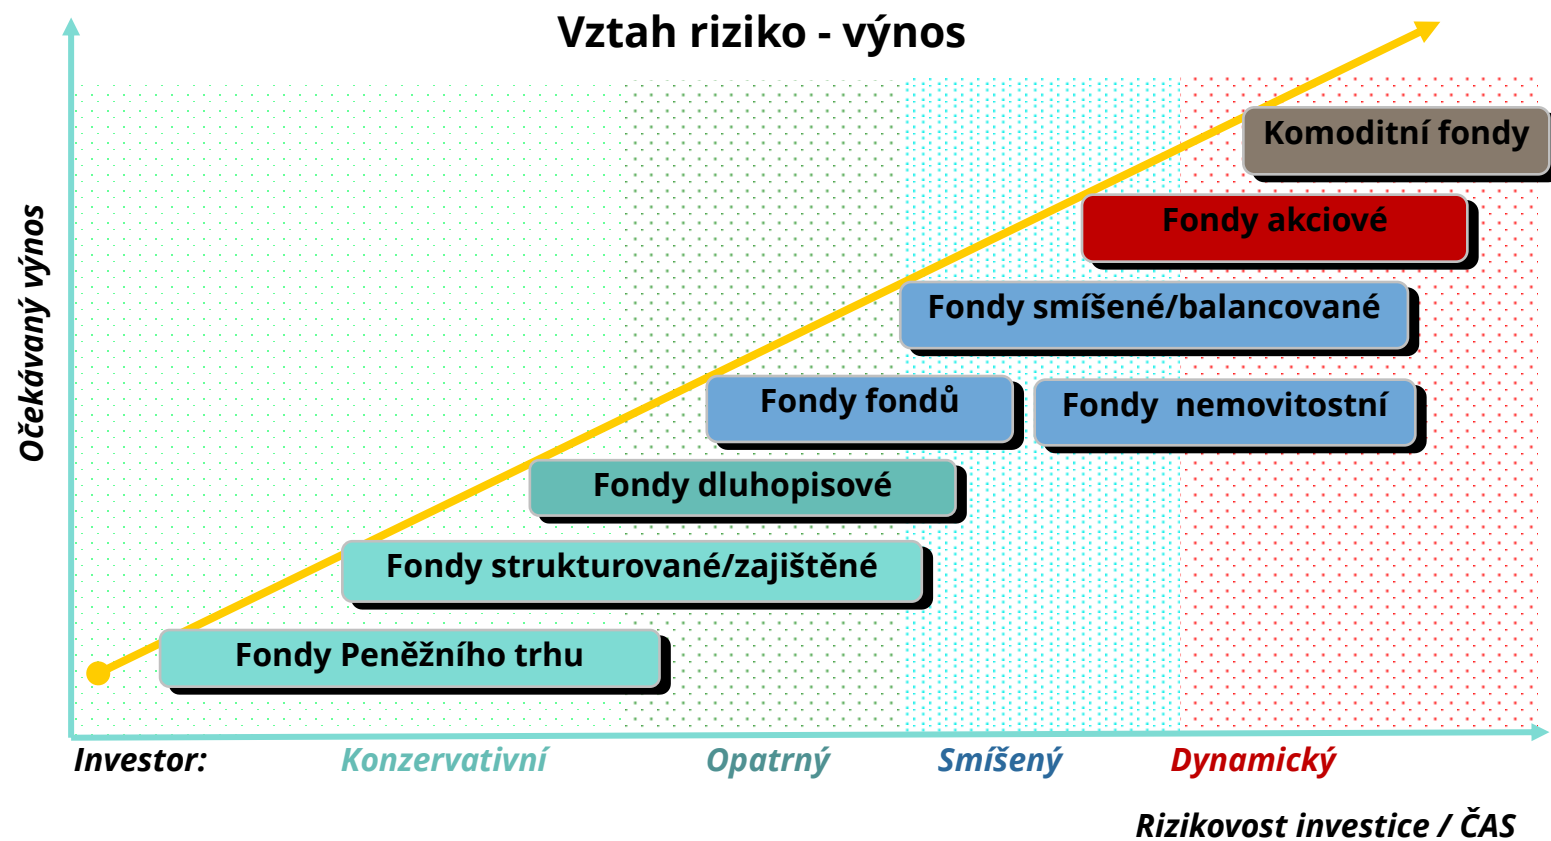 Vztah riziko - výnos
Očekávaný výnos
Komoditní fondy
Fondy akciové
Fondy smíšené/balancované
Fondy fondů
Fondy  nemovitostní
Fondy dluhopisové
Fondy strukturované/zajištěné
Fondy Peněžního trhu
Investor:
Konzervativní
Opatrný
Smíšený
Dynamický
Rizikovost investice / ČAS